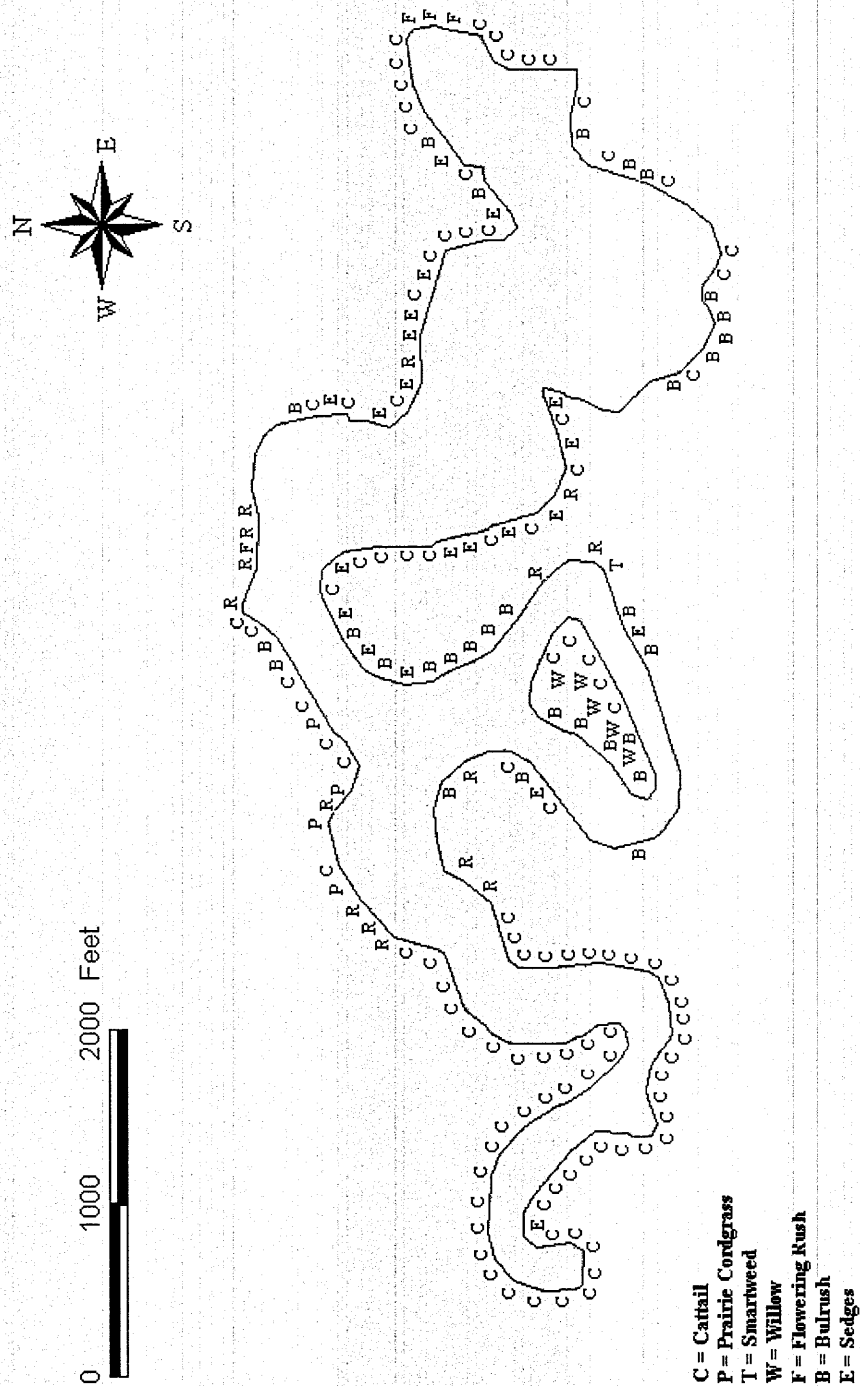 N
W E
S
0 1000 2000 Feet
C C C C C C C C C C C C C C C C C C C C C C C C C C C C C C C C
R R R R P C P R P C C P C C B B C C R R F R R
B C E C E C E R E E C E C C C C E B C B E C C C C C F F F C C C C C
B C C B B C
C C B B B B C B
E C E C R E C E C E E C C C C E C E B E B E B B B B B R R T B E B
B C E B C R B R R
C C C C C C C C C C C C C C C C C C C C C C C C C C C C C E C C C C C
B W C C
B W C
W C
B W C
W B
B
C = Cattail
P = Prairie Cordgrass
T = Smartweed
W = Willow
F = Flowering Rush
B = Bulrush
E = Sedges